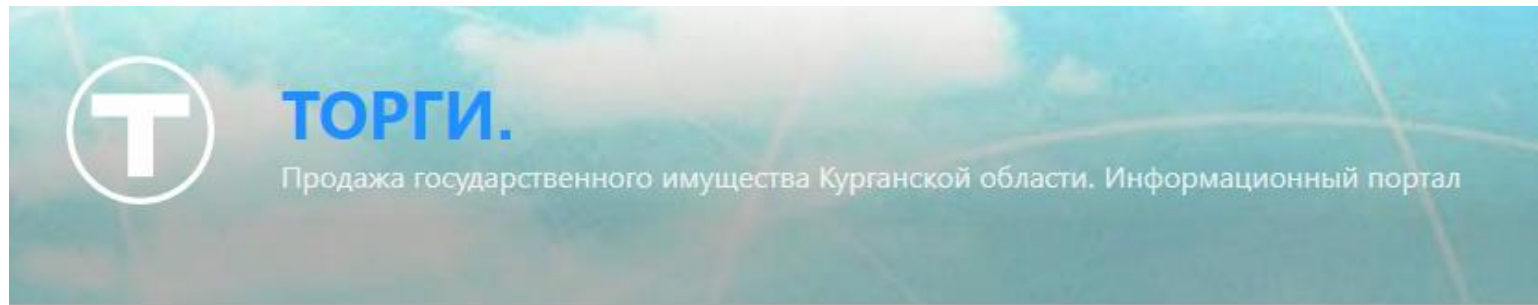 Т
ТОРГИ.
Продажа государственного имущества Курганской области. Информационный портал